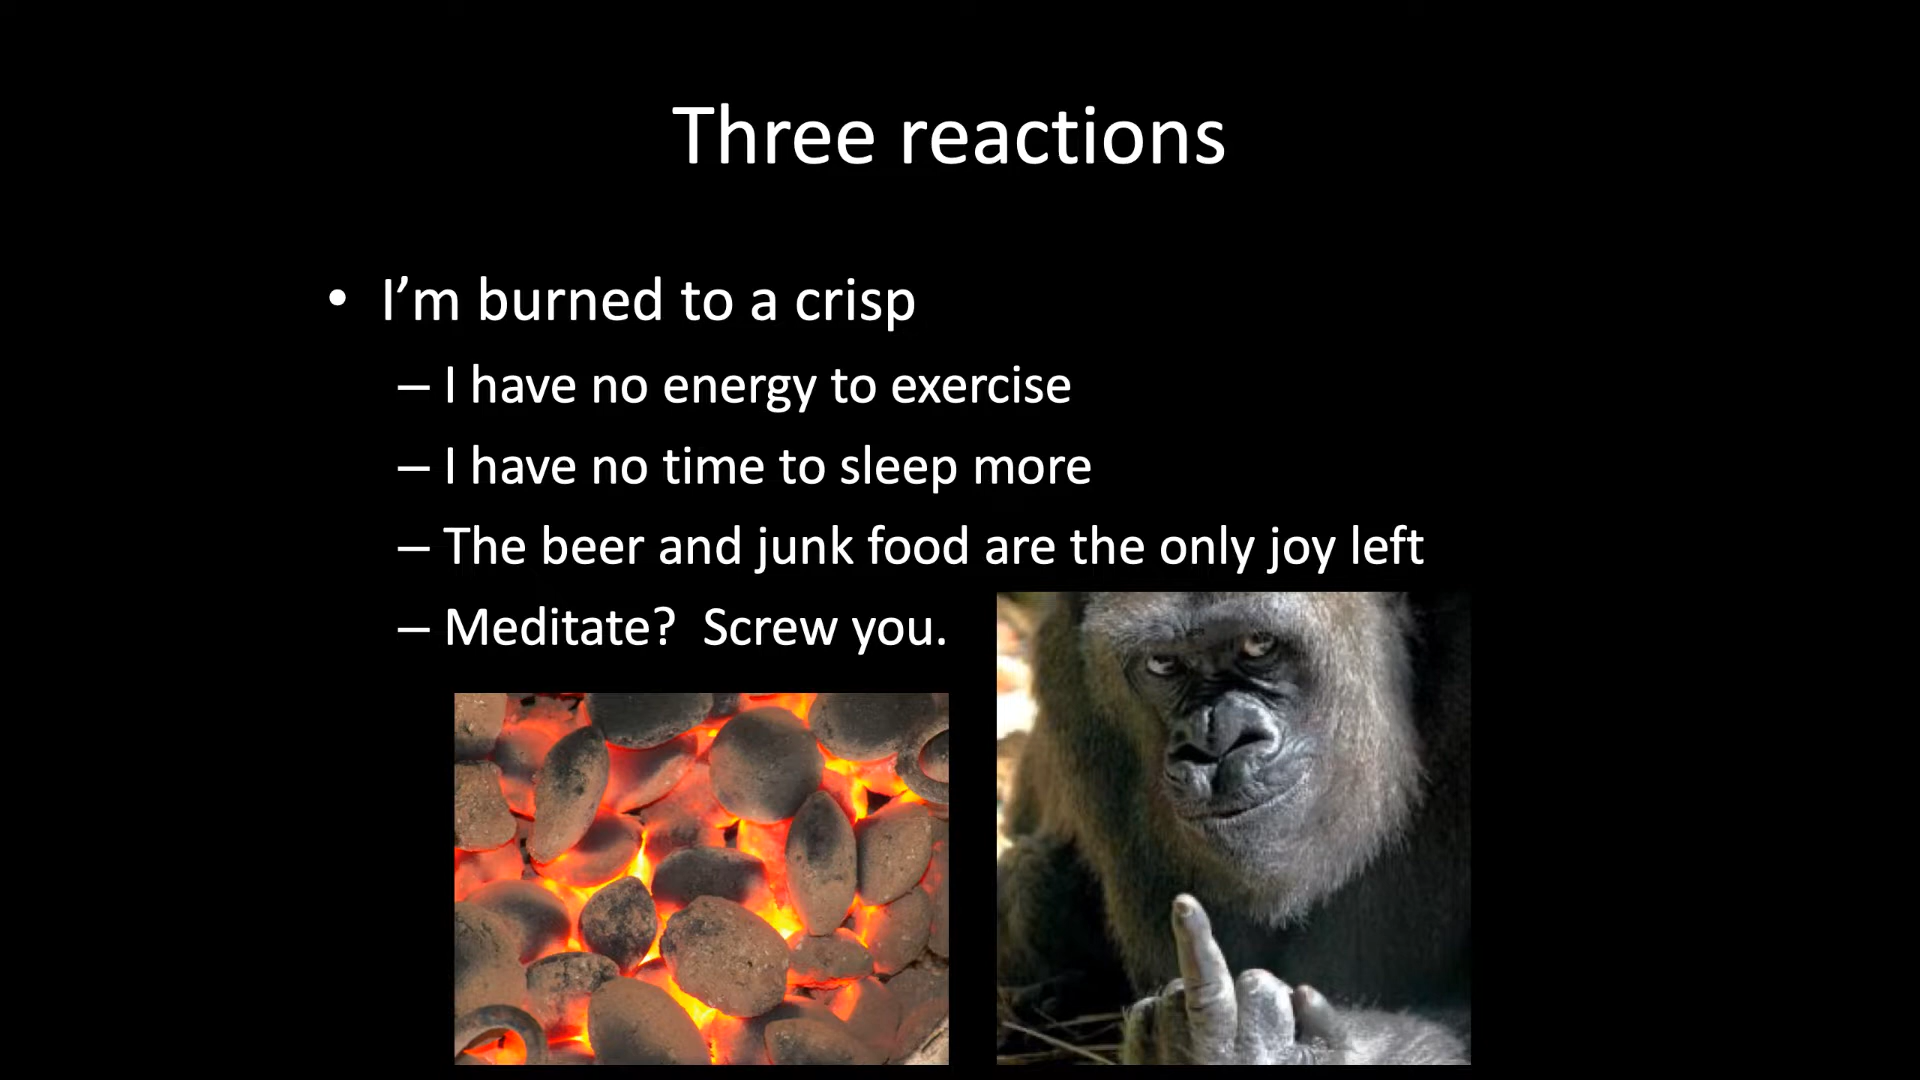 Three reactions
• I’m burned to a crisp
– I have no energy to exercise
– I have no time to sleep more
– The beer and junk food are the only joy left
– Meditate?  Screw you.